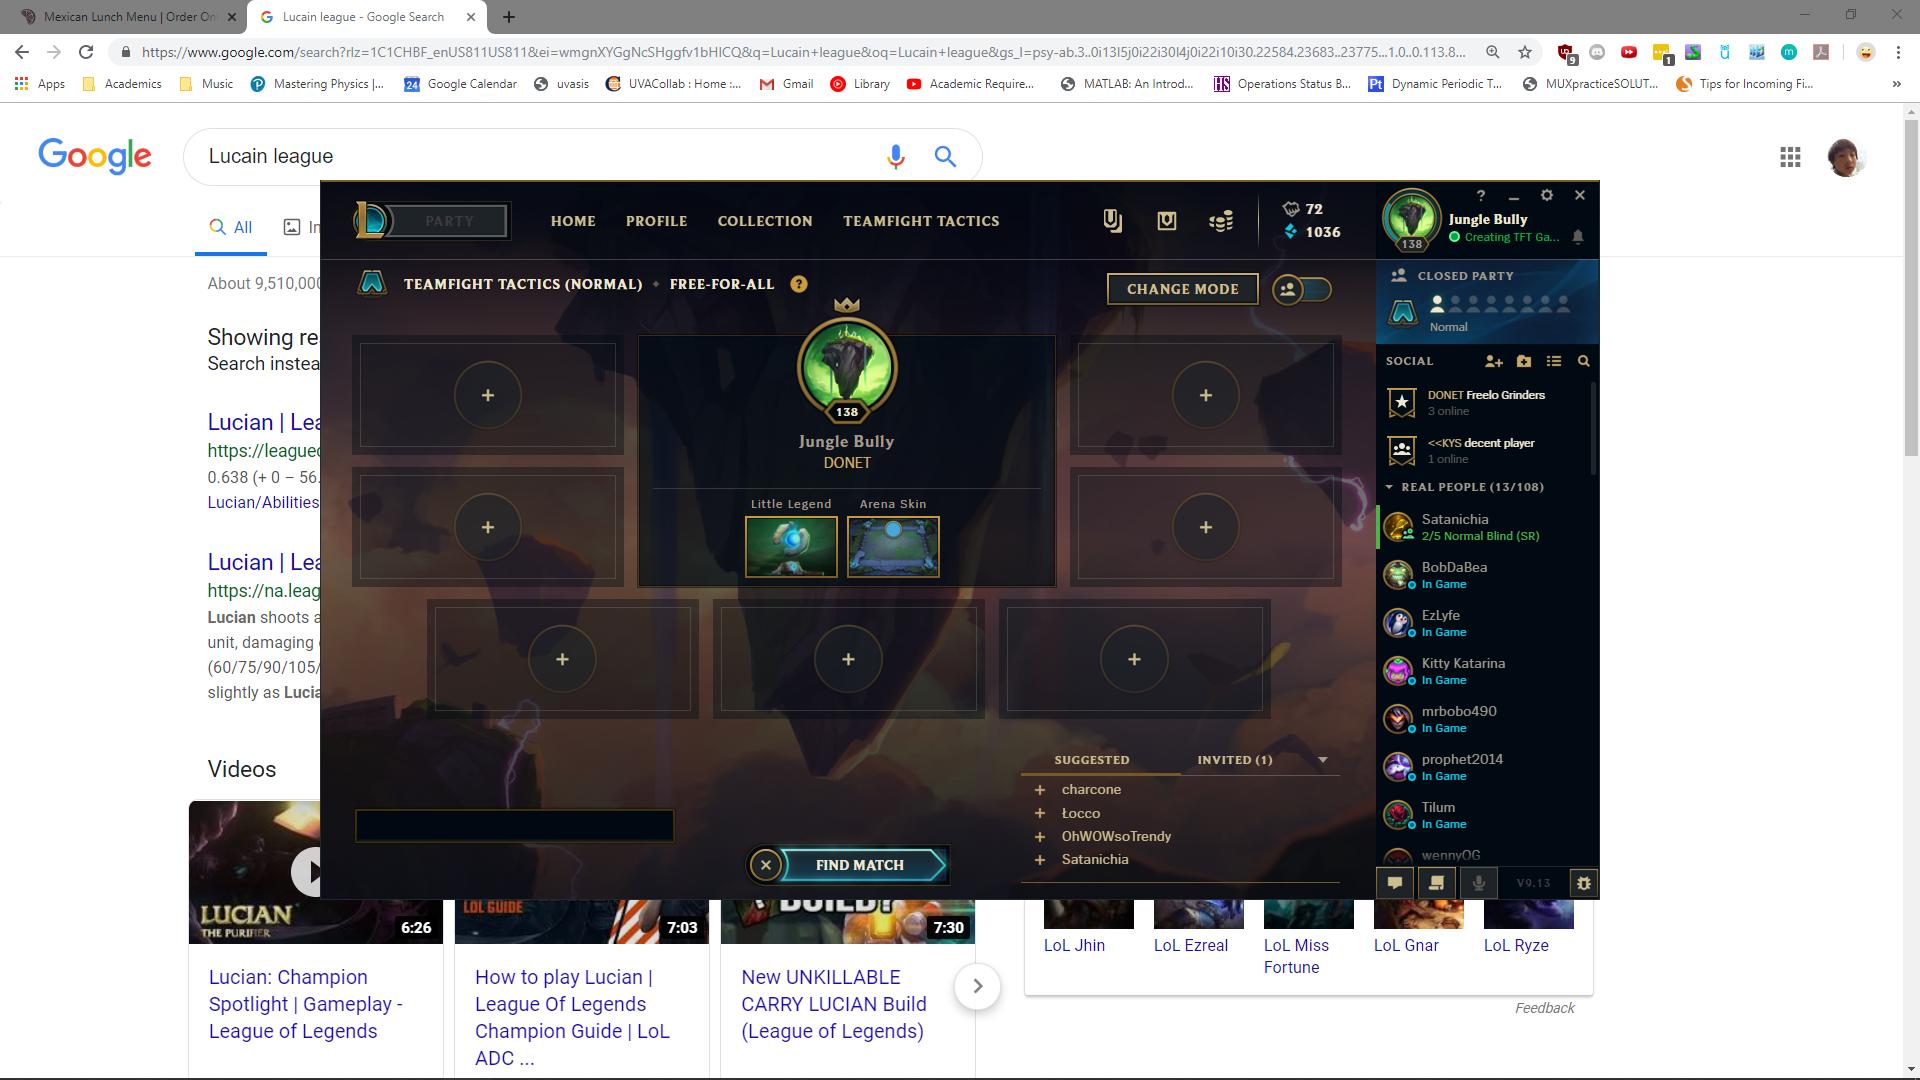 Mexican Lunch Menu | Order Onl
Lucain league - Google Search
https://www.google.com/search?rlz=1C1CHBF_enUS811US811&ei=wmgnXYGgNcSHggfv1bHICQ&q=Lucain+league&oq=Lucain+league&gs_l=psy-ab.3..0i13l5j0i22i30l4j0i22i10i30.22584.23683..23775...1.0..0.113.8...
9
1
Apps
Academics
Music
Mastering Physics |...
24
Google Calendar
uvasis
UVACollab : Home :...
Gmail
Library
Academic Require...
MATLAB: An Introd...
HS
Operations Status B...
Pt
Dynamic Periodic T...
MUXpracticeSOLUT...
Tips for Incoming Fi...
»
Google
Lucain league
All
In
About 9,510,000
Showing re
Search instea
Lucian | Lea
https://leagued
0.638 (+ 0 – 56.
Lucian/Abilities
Lucian | Lea
https://na.leag
Lucian shoots a
unit, damaging
(60/75/90/105/
slightly as Lucia
Videos
PARTY
HOME
PROFILE
COLLECTION
TEAMFIGHT TACTICS
72
1036
?
138
Jungle Bully
Creating TFT Ga...
TEAMFIGHT TACTICS (NORMAL)
FREE-FOR-ALL
?
CHANGE MODE
CLOSED PARTY
Normal
138
Jungle Bully
DONET
Little Legend
Arena Skin
SOCIAL
DONET Freelo Grinders
3 online
<<KYS decent player
1 online
REAL PEOPLE (13/108)
Satanichia
2/5 Normal Blind (SR)
BobDaBea
In Game
EzLyfe
In Game
Kitty Katarina
In Game
mrbobo490
In Game
prophet2014
In Game
Tilum
In Game
wennyOG
V9.13
SUGGESTED
INVITED (1)
charcone
Łocco
OhWOWsoTrendy
Satanichia
FIND MATCH
LUCIAN
THE PURIFIER
6:26
LOL GUIDE
7:03
BUILD?
7:30
Lucian: Champion
Spotlight | Gameplay -
League of Legends
How to play Lucian |
League Of Legends
Champion Guide | LoL
ADC ...
New UNKILLABLE
CARRY LUCIAN Build
(League of Legends)
LoL Jhin
LoL Ezreal
LoL Miss
Fortune
LoL Gnar
LoL Ryze
Feedback